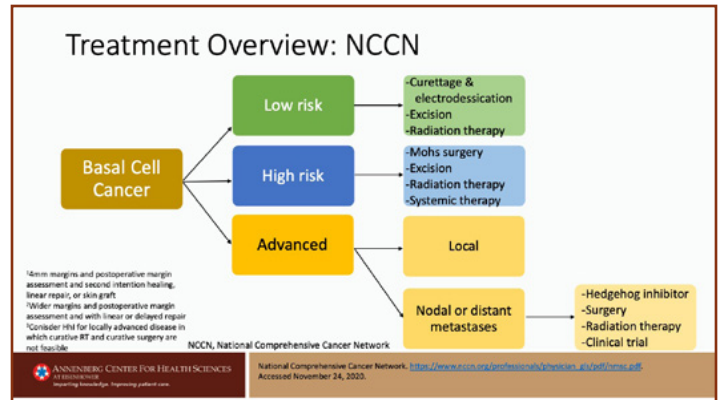 Treatment Overview: NCCN
Basal Cell
Cancer
Low risk
-Curettage &
electrodessication
-Excision
-Radiation therapy
High risk
-Mohs surgery
-Excision
-Radiation therapy
-Systemic therapy
Advanced
Local
Nodal or distant
metastases
-Hedgehog inhibitor
-Surgery
-Radiation therapy
-Clinical trial
¹4mm margins and postoperative margin
assessment and second intention healing,
linear repair, or skin graft
²Wider margins and postoperative margin
assessment and with linear or delayed repair
³Conisder HhI for locally advanced disease in
which curative RT and curative surgery are
not feasible
NCCN, National Comprehensive Cancer Network
ANNENBERG CENTER FOR HEALTH SCIENCES
AT EISENHOWER
Imparting knowledge. Improving patient care.
National Comprehensive Cancer Network. https://www.nccn.org/professionals/physician_gls/pdf/nmsc.pdf.
Accessed November 24, 2020.